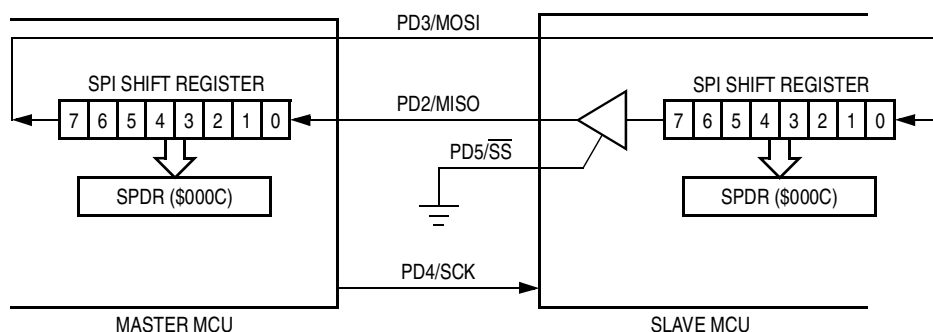 PD3/MOSI
SPI SHIFT REGISTER
SPI SHIFT REGISTER
7 6 5 4 3 2 1 0
PD2/MISO
7 6 5 4 3 2 1 0
PD5/S̅S̅
SPDR ($000C)
SPDR ($000C)
PD4/SCK
MASTER MCU
SLAVE MCU